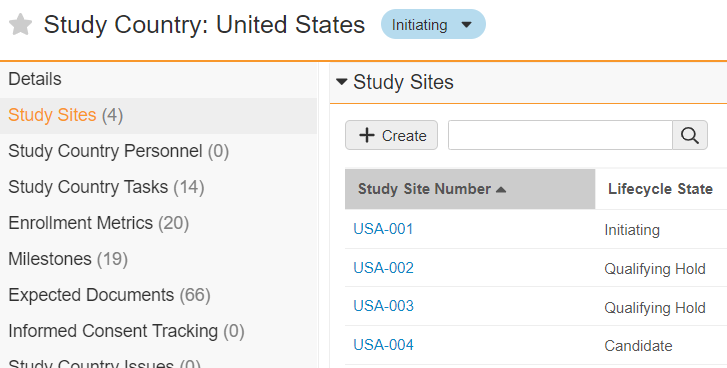 Study Country: United States Initiating
Details
Study Sites (4)
Study Country Personnel (0)
Study Country Tasks (14)
Enrollment Metrics (20)
Milestones (19)
Expected Documents (66)
Informed Consent Tracking (0)
Study Country Issues (0)
Study Sites
+ Create
Study Site Number Lifecycle State
USA-001 Initiating
USA-002 Qualifying Hold
USA-003 Qualifying Hold
USA-004 Candidate